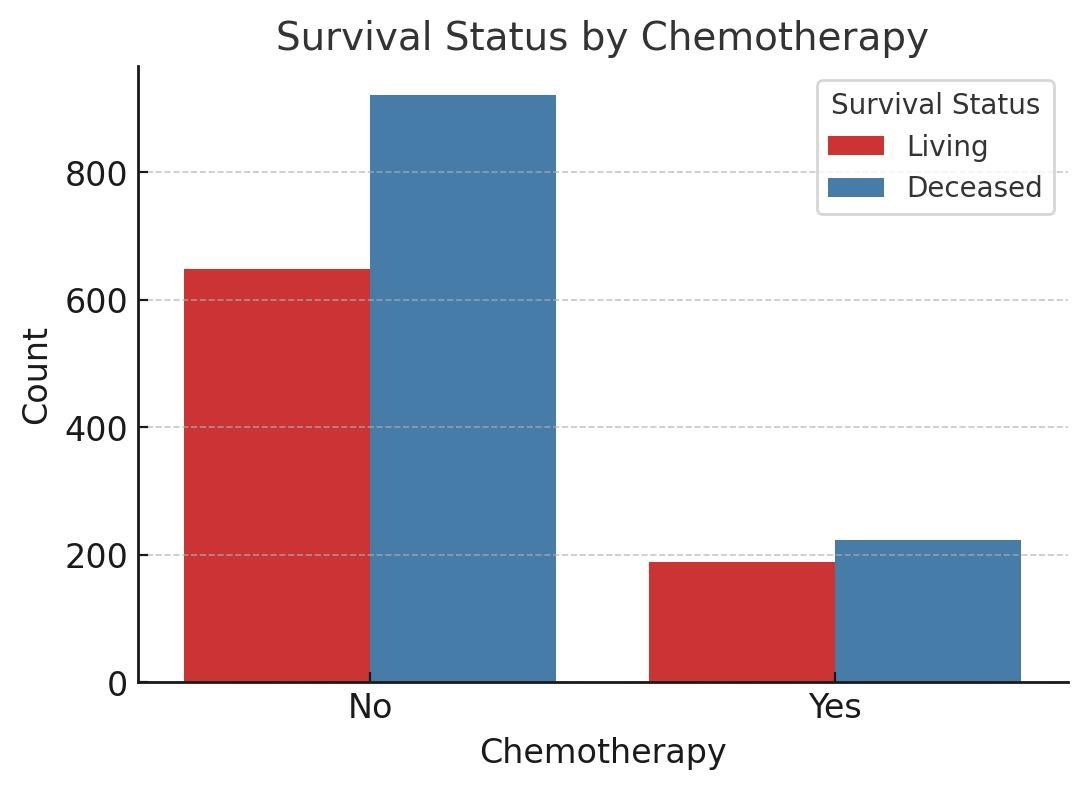 Survival Status by Chemotherapy
Survival Status
Living
Deceased
800
600
400
200
0
Count
No
Yes
Chemotherapy